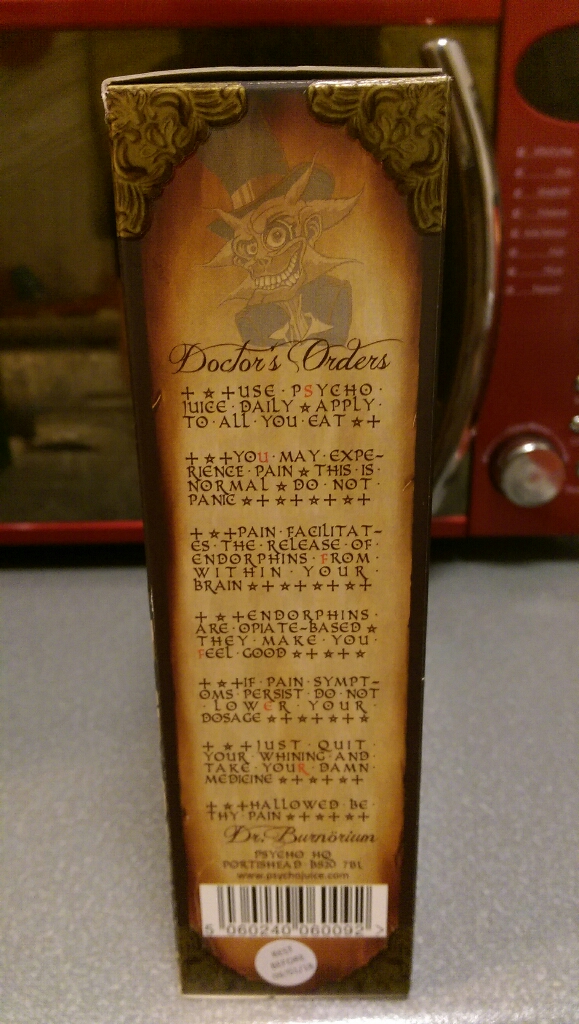 Doctor's Orders
+☆+USE·PSYCHO·
JUICE·DAILY☆APPLY·
TO·ALL·YOU·EAT☆+
+☆+YOU·MAY·EXPE-
RIENCE·PAIN☆THIS·IS·
NORMAL☆DO·NOT·
PANIC☆+☆+☆+☆+
+☆+PAIN·FACILITAT-
ES·THE·RELEASE·OF·
ENDORPHINS·FROM·
WITHIN·YOUR·
BRAIN☆+☆+☆+☆+
+☆+ENDORPHINS·
ARE·OPIATE-BASED☆
THEY·MAKE·YOU·
FEEL·GOOD☆+☆+☆
+☆+IF·PAIN·SYMPT-
OMS·PERSIST·DO·NOT
·LOWER·YOUR·
DOSAGE☆+☆+☆+☆
+☆+JUST·QUIT·
YOUR·WHINING·AND·
TAKE·YOUR·DAMN·
MEDICINE☆+☆+☆+
+☆+HALLOWED·BE·
THY·PAIN☆+☆+☆+
Dr. Burnörium
PSYCHO HQ
PORTISHEAD·BS20 7BL
www.psychojuice.com
5 060240 060092 >
BEST
BEFORE